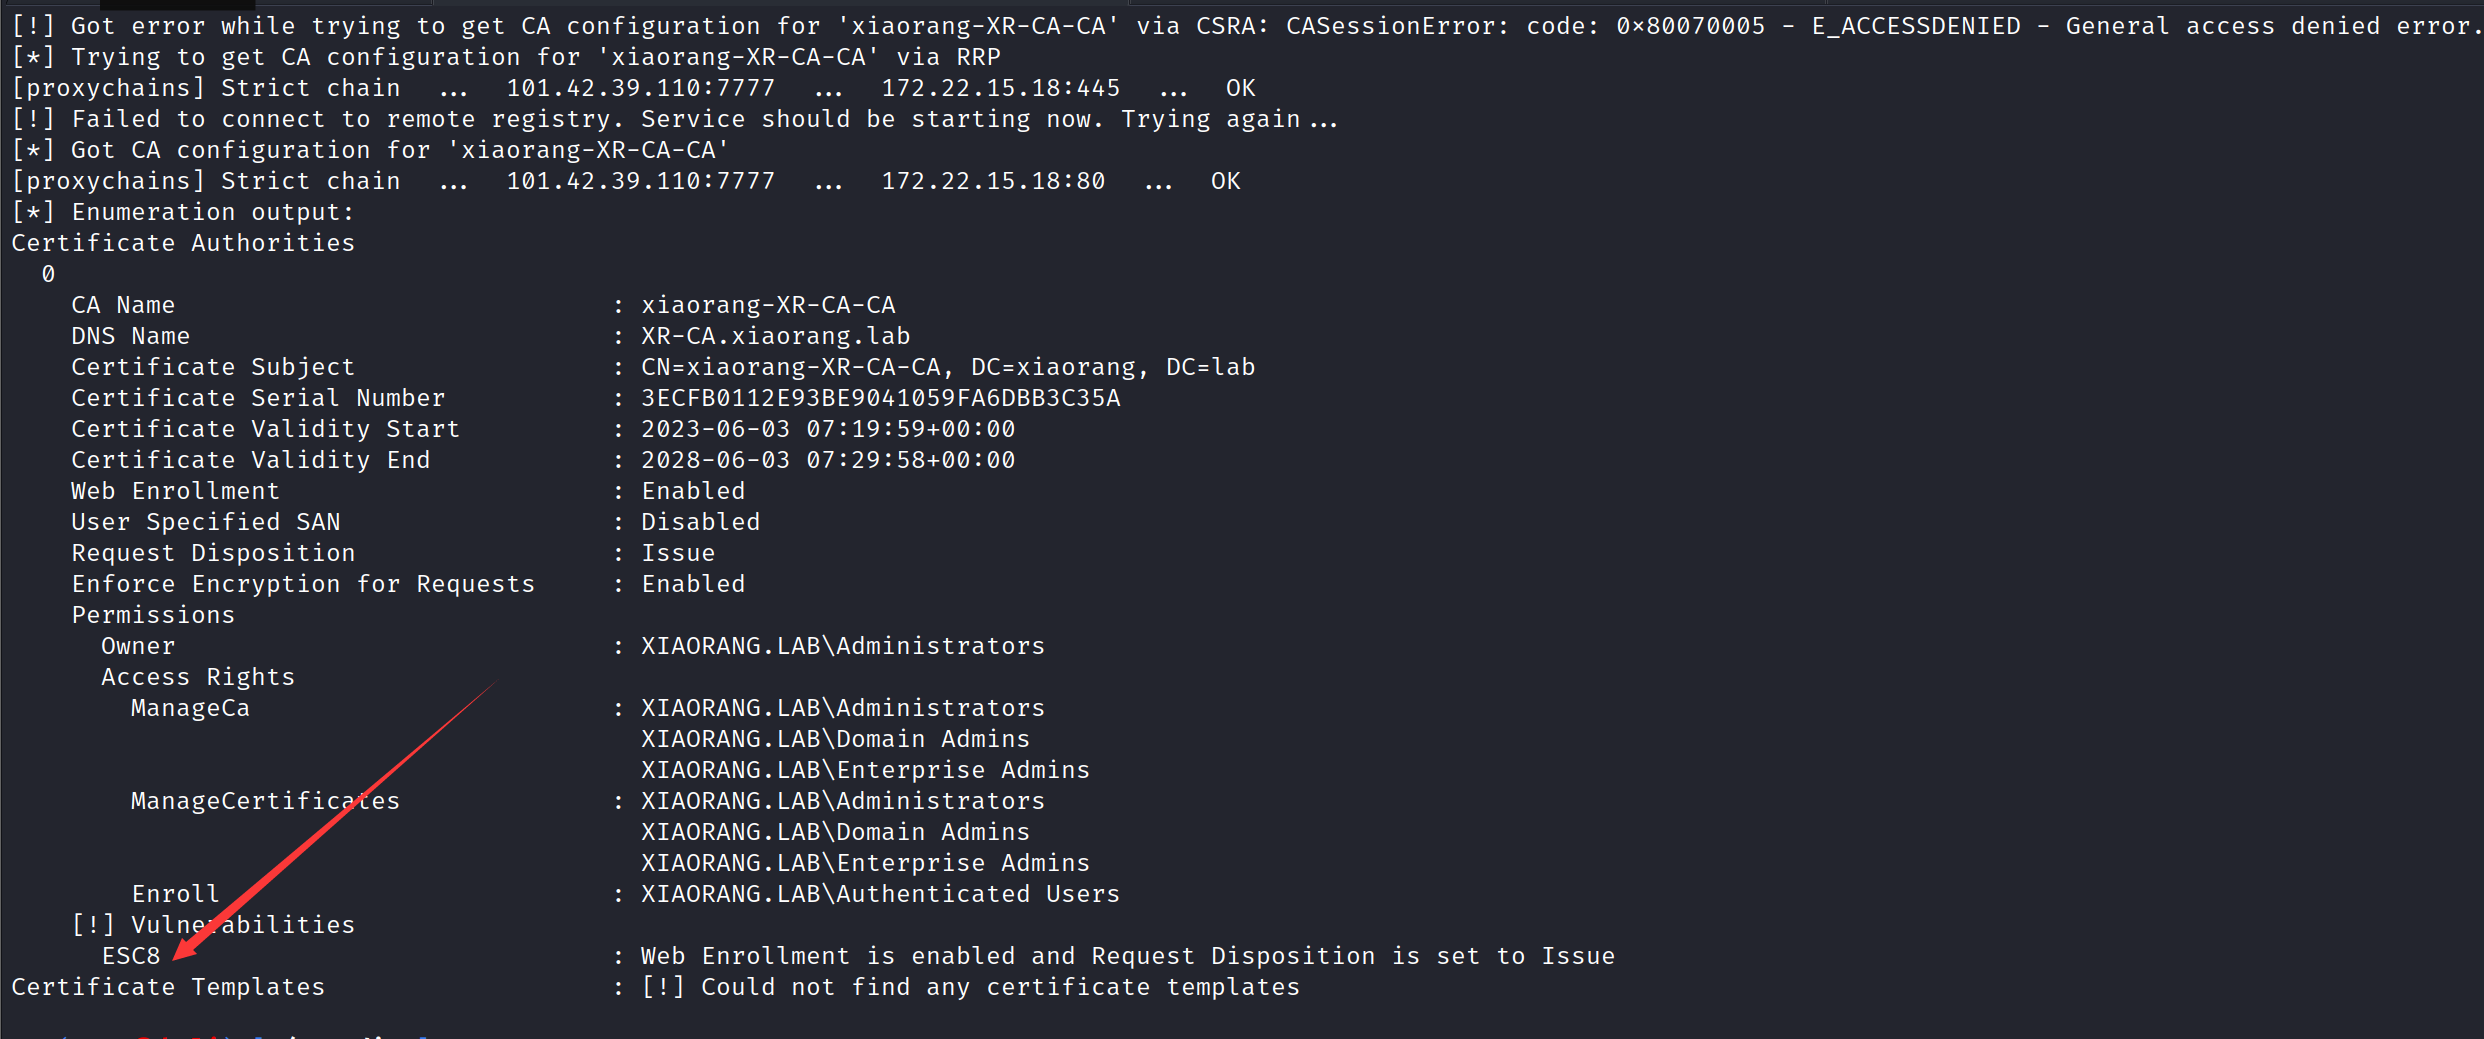 [!] Got error while trying to get CA configuration for 'xiaorang-XR-CA-CA' via CSRA: CASessionError: code: 0×80070005 - E_ACCESSDENIED - General access denied error.
[*] Trying to get CA configuration for 'xiaorang-XR-CA-CA' via RRP
[proxychains] Strict chain ... 101.42.39.110:7777 ... 172.22.15.18:445 ... OK
[!] Failed to connect to remote registry. Service should be starting now. Trying again...
[*] Got CA configuration for 'xiaorang-XR-CA-CA'
[proxychains] Strict chain ... 101.42.39.110:7777 ... 172.22.15.18:80 ... OK
[*] Enumeration output:
Certificate Authorities
0
CA Name : xiaorang-XR-CA-CA
DNS Name : XR-CA.xiaorang.lab
Certificate Subject : CN=xiaorang-XR-CA-CA, DC=xiaorang, DC=lab
Certificate Serial Number : 3ECFB0112E93BE9041059FA6DBB3C35A
Certificate Validity Start : 2023-06-03 07:19:59+00:00
Certificate Validity End : 2028-06-03 07:29:58+00:00
Web Enrollment : Enabled
User Specified SAN : Disabled
Request Disposition : Issue
Enforce Encryption for Requests : Enabled
Permissions
Owner : XIAORANG.LAB\Administrators
Access Rights
ManageCa : XIAORANG.LAB\Administrators
XIAORANG.LAB\Domain Admins
XIAORANG.LAB\Enterprise Admins
ManageCertificates : XIAORANG.LAB\Administrators
XIAORANG.LAB\Domain Admins
XIAORANG.LAB\Enterprise Admins
Enroll : XIAORANG.LAB\Authenticated Users
[!] Vulnerabilities
ESC8 : Web Enrollment is enabled and Request Disposition is set to Issue
Certificate Templates : [!] Could not find any certificate templates